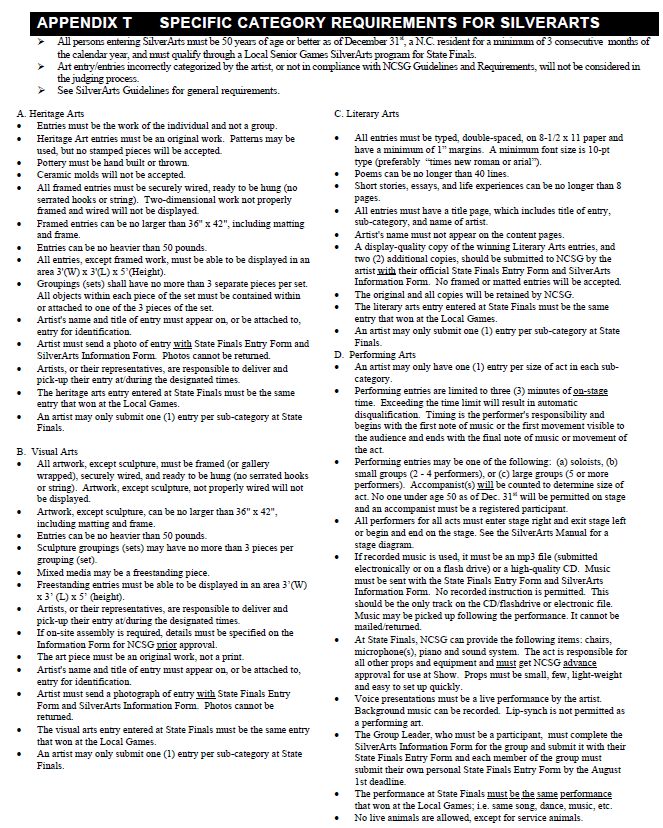 APPENDIX T SPECIFIC CATEGORY REQUIREMENTS FOR SILVERARTS
➢ All persons entering SilverArts must be 50 years of age or better as of December 31st, a N.C. resident for a minimum of 3 consecutive months of
the calendar year, and must qualify through a Local Senior Games SilverArts program for State Finals.
➢ Art entry/entries incorrectly categorized by the artist, or not in compliance with NCSG Guidelines and Requirements, will not be considered in
the judging process.
➢ See SilverArts Guidelines for general requirements.
A. Heritage Arts
• Entries must be the work of the individual and not a group.
• Heritage Art entries must be an original work. Patterns may be
used, but no stamped pieces will be accepted.
• Pottery must be hand built or thrown.
• Ceramic molds will not be accepted.
• All framed entries must be securely wired, ready to be hung (no
serrated hooks or string). Two-dimensional work not properly
framed and wired will not be displayed.
• Framed entries can be no larger than 36" x 42", including matting
and frame.
• Entries can be no heavier than 50 pounds.
• All entries, except framed work, must be able to be displayed in an
area 3'(W) x 3'(L) x 5'(Height).
• Groupings (sets) shall have no more than 3 separate pieces per set.
All objects within each piece of the set must be contained within
or attached to one of the 3 pieces of the set.
• Artist's name and title of entry must appear on, or be attached to,
entry for identification.
• Artist must send a photo of entry with State Finals Entry Form and
SilverArts Information Form. Photos cannot be returned.
• Artists, or their representatives, are responsible to deliver and
pick-up their entry at/during the designated times.
• The heritage arts entry entered at State Finals must be the same
entry that won at the Local Games.
• An artist may only submit one (1) entry per sub-category at State
Finals.
B. Visual Arts
• All artwork, except sculpture, must be framed (or gallery
wrapped), securely wired, and ready to be hung (no serrated hooks
or string). Artwork, except sculpture, not properly wired will not
be displayed.
• Artwork, except sculpture, can be no larger than 36" x 42",
including matting and frame.
• Entries can be no heavier than 50 pounds.
• Sculpture groupings (sets) may have no more than 3 pieces per
grouping (set).
• Mixed media may be a freestanding piece.
• Freestanding entries must be able to be displayed in an area 3'(W)
x 3' (L) x 5' (height).
• Artists, or their representatives, are responsible to deliver and
pick-up their entry at/during the designated times.
• If on-site assembly is required, details must be specified on the
Information Form for NCSG prior approval.
• The art piece must be an original work, not a print.
• Artist's name and title of entry must appear on, or be attached to,
entry for identification.
• Artist must send a photograph of entry with State Finals Entry
Form and SilverArts Information Form. Photos cannot be
returned.
• The visual arts entry entered at State Finals must be the same entry
that won at the Local Games.
• An artist may only submit one (1) entry per sub-category at State
Finals.
C. Literary Arts
• All entries must be typed, double-spaced, on 8-1/2 x 11 paper and
have a minimum of 1" margins. A minimum font size is 10-pt
type (preferably "times new roman or arial").
• Poems can be no longer than 40 lines.
• Short stories, essays, and life experiences can be no longer than 8
pages.
• All entries must have a title page, which includes title of entry,
sub-category, and name of artist.
• Artist's name must not appear on the content pages.
• A display-quality copy of the winning Literary Arts entries, and
two (2) additional copies, should be submitted to NCSG by the
artist with their official State Finals Entry Form and SilverArts
Information Form. No framed or matted entries will be accepted.
• The original and all copies will be retained by NCSG.
• The literary arts entry entered at State Finals must be the same
entry that won at the Local Games.
• An artist may only submit one (1) entry per sub-category at State
Finals.
D. Performing Arts
• An artist may only have one (1) entry per size of act in each sub-
category.
• Performing entries are limited to three (3) minutes of on-stage
time. Exceeding the time limit will result in automatic
disqualification. Timing is the performer's responsibility and
begins with the first note of music or the first movement visible to
the audience and ends with the final note of music or movement of
the act.
• Performing entries may be one of the following: (a) soloists, (b)
small groups (2 - 4 performers), or (c) large groups (5 or more
performers). Accompanist(s) will be counted to determine size of
act. No one under age 50 as of Dec. 31st will be permitted on stage
and an accompanist must be a registered participant.
• All performers for all acts must enter stage right and exit stage left
or begin and end on the stage. See the SilverArts Manual for a
stage diagram.
• If recorded music is used, it must be an mp3 file (submitted
electronically or on a flash drive) or a high-quality CD. Music
must be sent with the State Finals Entry Form and SilverArts
Information Form. No recorded instruction is permitted. This
should be the only track on the CD/flashdrive or electronic file.
Music may be picked up following the performance. It cannot be
mailed/returned.
• At State Finals, NCSG can provide the following items: chairs,
microphone(s), piano and sound system. The act is responsible for
all other props and equipment and must get NCSG advance
approval for use at Show. Props must be small, few, light-weight
and easy to set up quickly.
• Voice presentations must be a live performance by the artist.
Background music can be recorded. Lip-synch is not permitted as
a performing art.
• The Group Leader, who must be a participant, must complete the
SilverArts Information Form for the group and submit it with their
State Finals Entry Form and each member of the group must
submit their own personal State Finals Entry Form by the August
1st deadline.
• The performance at State Finals must be the same performance
that won at the Local Games; i.e. same song, dance, music, etc.
• No live animals are allowed, except for service animals.